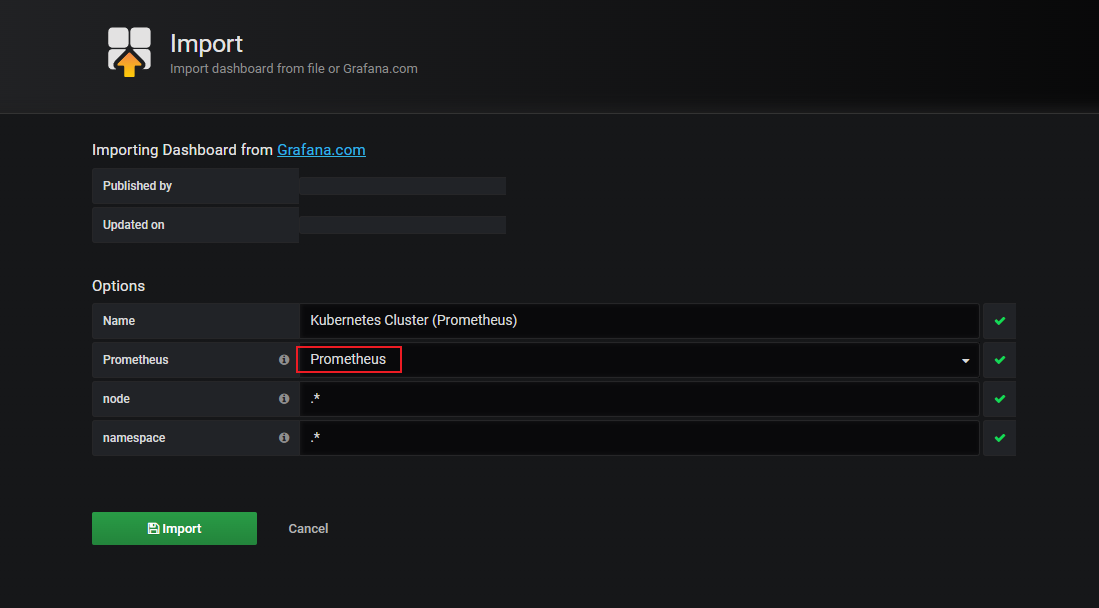 Import
Import dashboard from file or Grafana.com
Importing Dashboard from Grafana.com
Published by
Updated on
Options
Name Kubernetes Cluster (Prometheus)
Prometheus Prometheus
node .*
namespace .*
Import Cancel